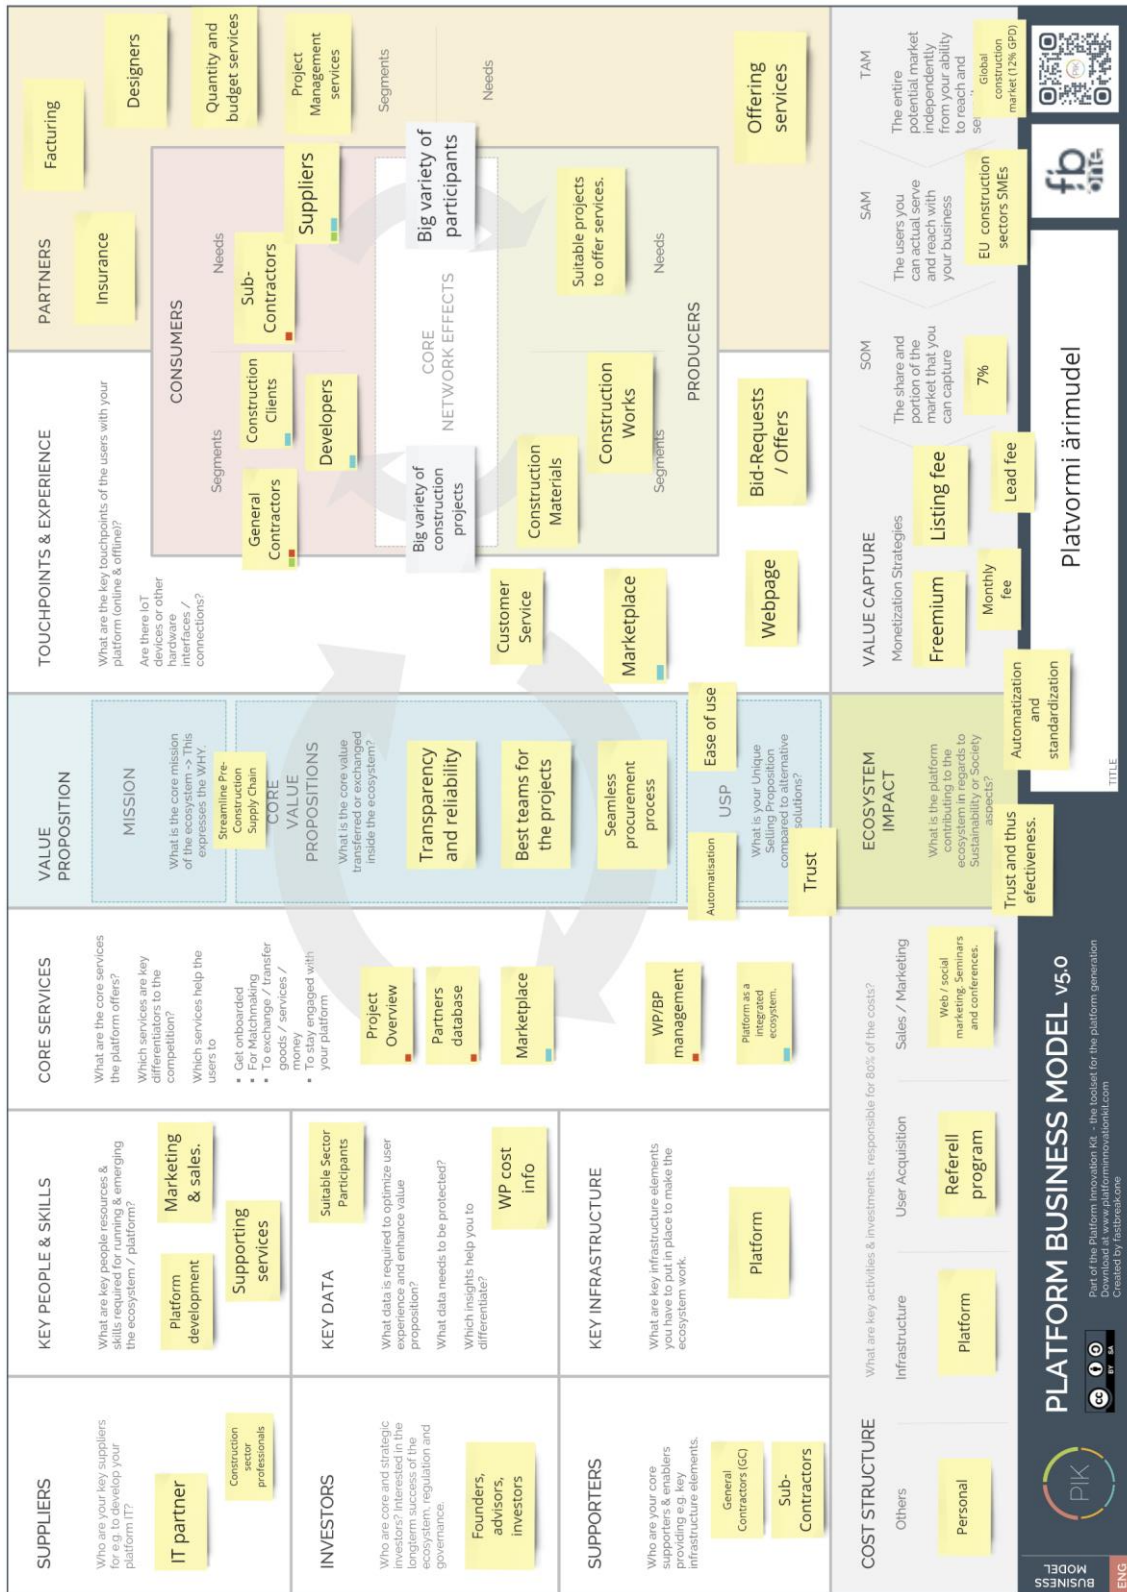 SUPPLIERS
Who are your key suppliers
for e.g. to develop your
platform IT?
IT partner
Construction
sector
professionals
INVESTORS
Who are core and strategic
investors? Interested in the
longterm success of the
ecosystem, regulation and
governance.
Founders,
advisors,
investors
SUPPORTERS
Who are your core
supporters & enablers
providing e.g. key
infrastructure elements.
General
Contractors (GC)
Sub-
Contractors
KEY PEOPLE & SKILLS
What are key people resources &
skills required for running & emerging
the ecosystem / platform?
Platform
development
Marketing
& sales.
Supporting
services
KEY DATA
What data is required to optimize user
experience and enhance value
proposition?
What data needs to be protected?
Which insights help you to
differentiate?
Suitable Sector
Participants
WP cost
info
KEY INFRASTRUCTURE
What are key infrastructure elements
you have to put in place to make the
ecosystem work.
Platform
CORE SERVICES
What are the core services
the platform offers?
Which services are key
differentiators to the
competition?
Which services help the
users to
• Get onboarded
• For Matchmaking
• To exchange / transfer
goods / services /
money
• To stay engaged with
your platform
Project
Overview
Partners
database
Marketplace
WP/BP
management
Platform as a
integrated
ecosystem.
VALUE
PROPOSITION
MISSION
What is the core mission
of the ecosystem -> This
expresses the WHY.
Streamline Pre-
Construction
Supply Chain
CORE
VALUE
PROPOSITIONS
What is the core value
transferred or exchanged
inside the ecosystem?
Transparency
and reliability
Best teams for
the projects
Seamless
procurement
process
USP
What is your Unique
Selling Proposition
compared to alternative
solutions?
Automatisation
Ease of use
Trust
TOUCHPOINTS & EXPERIENCE
What are the key touchpoints of the users with your
platform (online & offline)?
Are there IoT
devices or other
hardware
interfaces /
connections?
Customer
Service
Marketplace
Webpage
Bid-Requests
/ Offers
CONSUMERS
Segments
Needs
General
Contractors
Construction
Clients
Developers
Sub-
Contractors
Suppliers
Big variety of
construction
projects
CORE
NETWORK EFFECTS
Big variety of
participants
Construction
Materials
Construction
Works
Suitable projects
to offer services.
Segments
Needs
PRODUCERS
PARTNERS
Insurance
Facturing
Designers
Quantity and
budget services
Project
Management
services
Segments
Needs
Offering
services
COST STRUCTURE
What are key activities & investments, responsible for 80% of the costs?
Others
Infrastructure
User Acquisition
Sales / Marketing
Personal
Platform
Referell
program
Web / social
marketing. Seminars
and conferences.
ECOSYSTEM
IMPACT
What is the platform
contributing to the
ecosystem in regards to
Sustainability or Society
aspects?
Trust and thus
efectiveness.
Automatization
and
standardization
VALUE CAPTURE
Monetization Strategies
Freemium
Listing fee
Monthly
fee
Lead fee
SOM
The share and
portion of the
market that you
can capture
7%
SAM
The users you
can actual serve
and reach with
your business
EU construction
sectors SMEs
TAM
The entire
potential market
independently
from your ability
to reach and
Global
construction
market (12% GPD)
BUSINESS
MODEL
ENG
PIK
PLATFORM BUSINESS MODEL v5.0
Part of the Platform Innovation Kit - the toolset for the platform generation
Download at www.platforminnovationkit.com
Created by fastbreak.one
CC
BY SA
TITLE
Platvormi ärimudel
fb
PIK